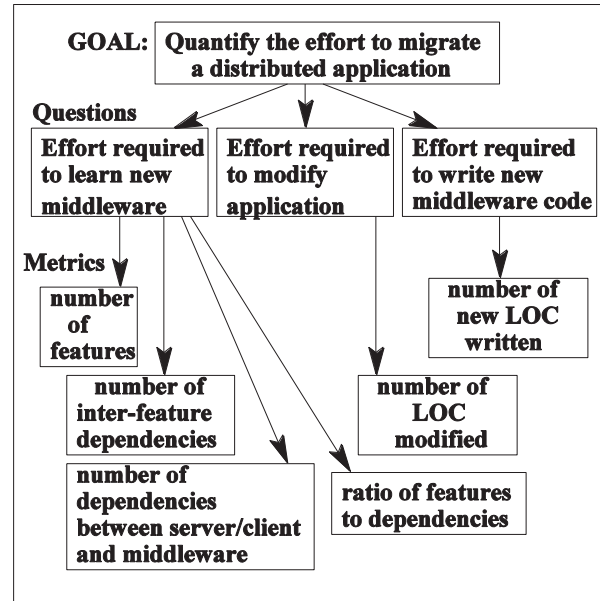 GOAL: Quantify the effort to migrate
a distributed application
Questions
Effort required
to learn new
middleware
Effort required
to modify
application
Effort required
to write new
middleware code
Metrics
number
of
features
number of
new LOC
written
number of
inter-feature
dependencies
number of
LOC
modified
number of
dependencies
between server/client
and middleware
ratio of features
to dependencies